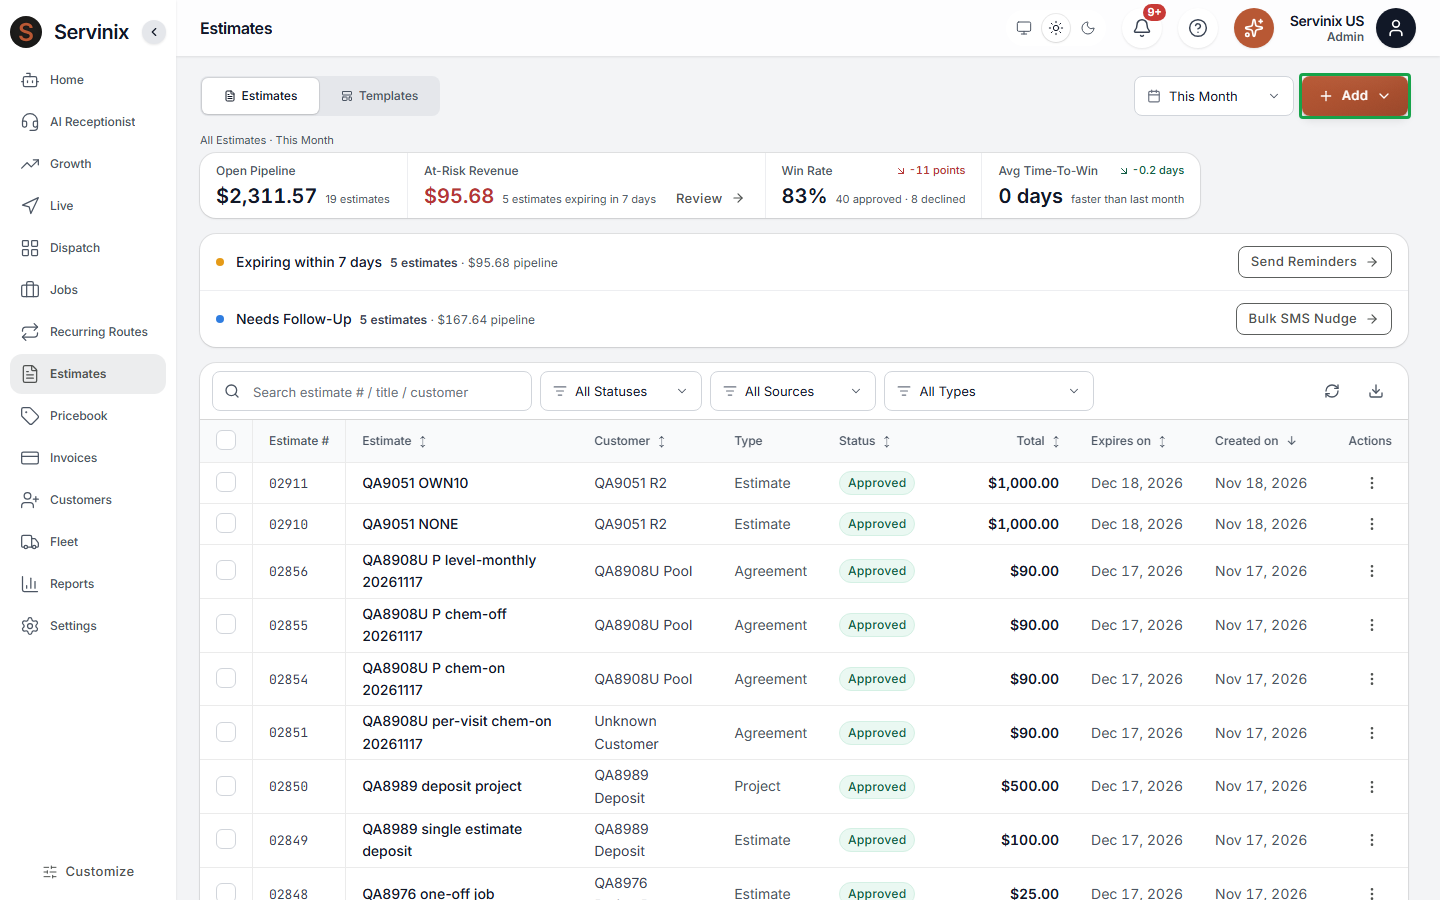 Servinix
Home
AI Receptionist
Growth
Live
Dispatch
Jobs
Recurring Routes
Estimates
Pricebook
Invoices
Customers
Fleet
Reports
Settings
Customize
Estimates
9+
Servinix US
Admin
Estimates
Templates
This Month
Add
All Estimates · This Month
Open Pipeline
$2,311.57 19 estimates
At-Risk Revenue
$95.68 5 estimates expiring in 7 days Review →
Win Rate ↘ -11 points
83% 40 approved · 8 declined
Avg Time-To-Win ↘ -0.2 days
0 days faster than last month
Expiring within 7 days 5 estimates · $95.68 pipeline
Send Reminders →
Needs Follow-Up 5 estimates · $167.64 pipeline
Bulk SMS Nudge →
Search estimate # / title / customer
All Statuses
All Sources
All Types
Estimate # Estimate Customer Type Status Total Expires on Created on Actions
02911 QA9051 OWN10 QA9051 R2 Estimate Approved $1,000.00 Dec 18, 2026 Nov 18, 2026
02910 QA9051 NONE QA9051 R2 Estimate Approved $1,000.00 Dec 18, 2026 Nov 18, 2026
02856 QA8908U P level-monthly 20261117 QA8908U Pool Agreement Approved $90.00 Dec 17, 2026 Nov 17, 2026
02855 QA8908U P chem-off 20261117 QA8908U Pool Agreement Approved $90.00 Dec 17, 2026 Nov 17, 2026
02854 QA8908U P chem-on 20261117 QA8908U Pool Agreement Approved $90.00 Dec 17, 2026 Nov 17, 2026
02851 QA8908U per-visit chem-on 20261117 Unknown Customer Agreement Approved $90.00 Dec 17, 2026 Nov 17, 2026
02850 QA8989 deposit project QA8989 Deposit Project Approved $500.00 Dec 17, 2026 Nov 17, 2026
02849 QA8989 single estimate deposit QA8989 Deposit Estimate Approved $100.00 Dec 17, 2026 Nov 17, 2026
02848 QA8976 one-off job QA8976 Estimate Approved $25.00 Dec 17, 2026 Nov 17, 2026